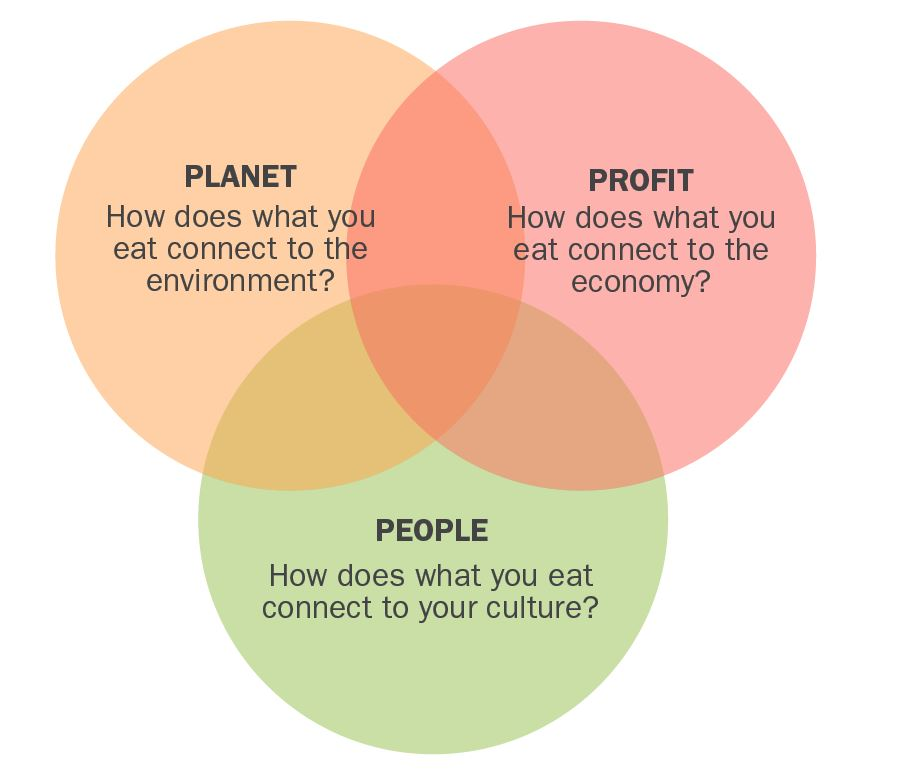 PLANET
How does what you
eat connect to the
environment?
PROFIT
How does what you
eat connect to the
economy?
PEOPLE
How does what you eat
connect to your culture?